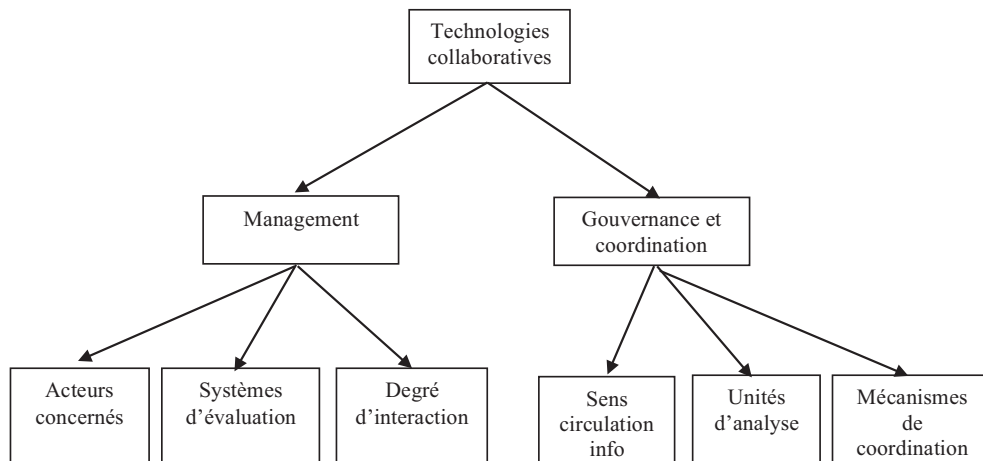 Technologies
collaboratives
Management
Gouvernance et
coordination
Acteurs
concernés
Systèmes
d'évaluation
Degré
d'interaction
Sens
circulation
info
Unités
d'analyse
Mécanismes
de
coordination